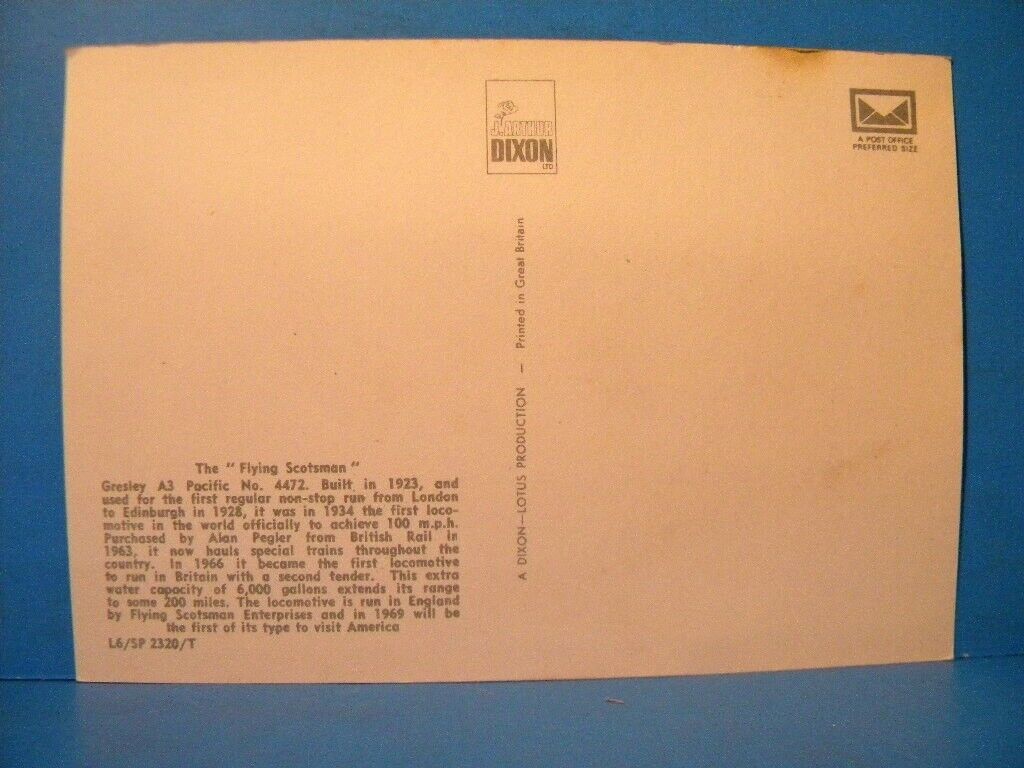 J. ARTHUR
DIXON
LTD
A POST OFFICE
PREFERRED SIZE
A DIXON—LOTUS PRODUCTION — Printed in Great Britain
The " Flying Scotsman "
Gresley A3 Pacific No. 4472. Built in 1923, and
used for the first regular non-stop run from London
to Edinburgh in 1928, it was in 1934 the first loco-
motive in the world officially to achieve 100 m.p.h.
Purchased by Alan Pegler from British Rail in
1963, it now hauls special trains throughout the
country. In 1966 it became the first locomotive
to run in Britain with a second tender. This extra
water capacity of 6,000 gallons extends its range
to some 200 miles. The locomotive is run in England
by Flying Scotsman Enterprises and in 1969 will be
the first of its type to visit America
L6/SP 2320/T